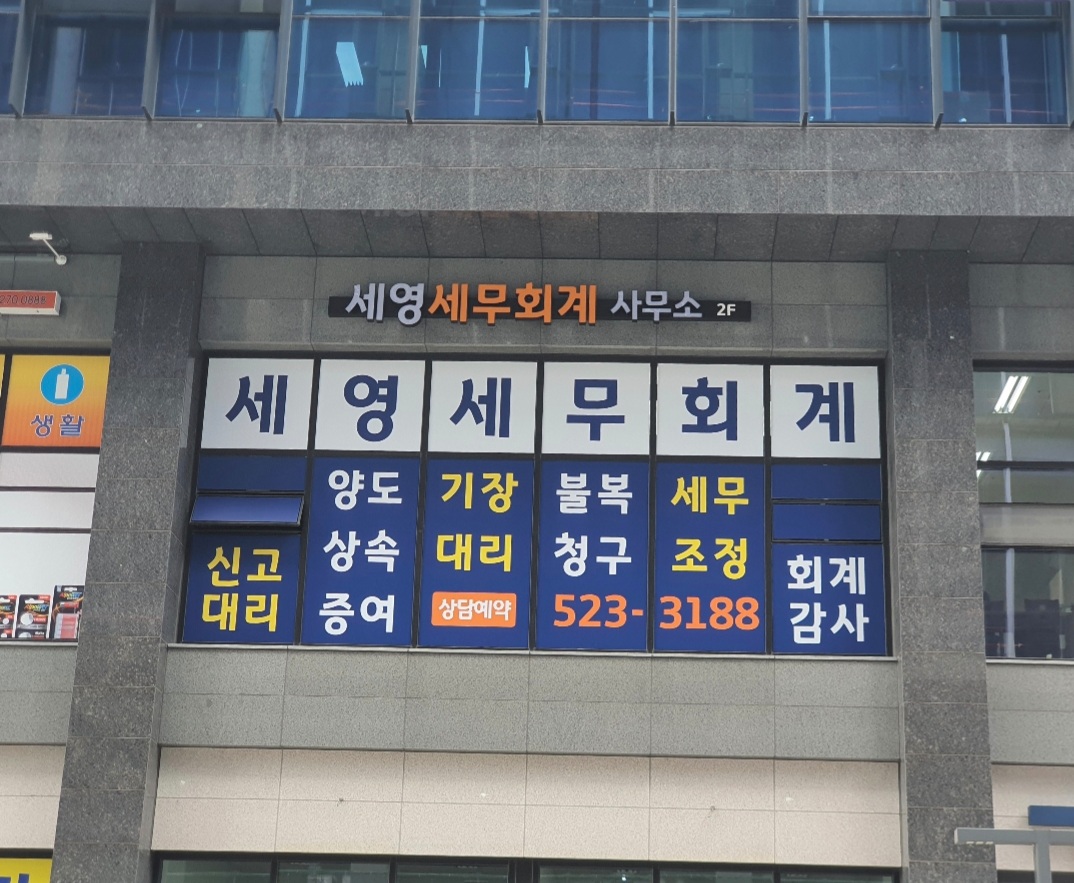 세영세무회계 사무소 2F
세영세무회계
신고
대리
양도
상속
증여
기장
대리
상담예약
불복
청구
세무
조정
523-3188
회계
감사
생활
270-0888